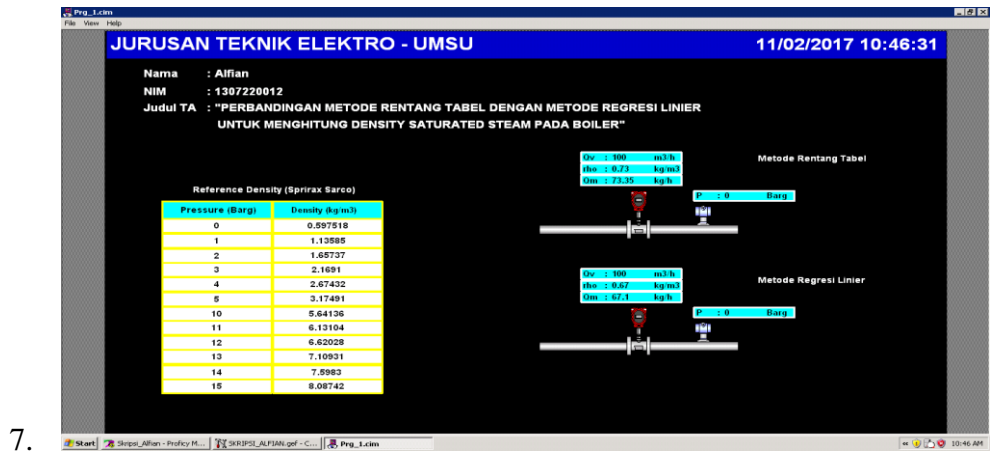 Prg_1.cim
File View Help
JURUSAN TEKNIK ELEKTRO - UMSU 11/02/2017 10:46:31
Nama : Alfian
NIM : 1307220012
Judul TA : "PERBANDINGAN METODE RENTANG TABEL DENGAN METODE REGRESI LINIER
UNTUK MENGHITUNG DENSITY SATURATED STEAM PADA BOILER"
Qv : 100 m3/h
rho : 0.73 kg/m3
Qm : 73.35 kg/h
Metode Rentang Tabel
P : 0 Barg
Reference Density (Sprirax Sarco)
Pressure (Barg) Density (kg/m3)
0 0.597518
1 1.13585
2 1.65737
3 2.1691
4 2.67432
5 3.17491
10 5.64136
11 6.13104
12 6.62028
13 7.10931
14 7.5983
15 8.08742
Qv : 100 m3/h
rho : 0.67 kg/m3
Qm : 67.1 kg/h
Metode Regresi Linier
P : 0 Barg
7.
Start Skripsi_Alfian - Proficy M... SKRIPSI_ALFIAN.gef - C... Prg_1.cim 10:46 AM